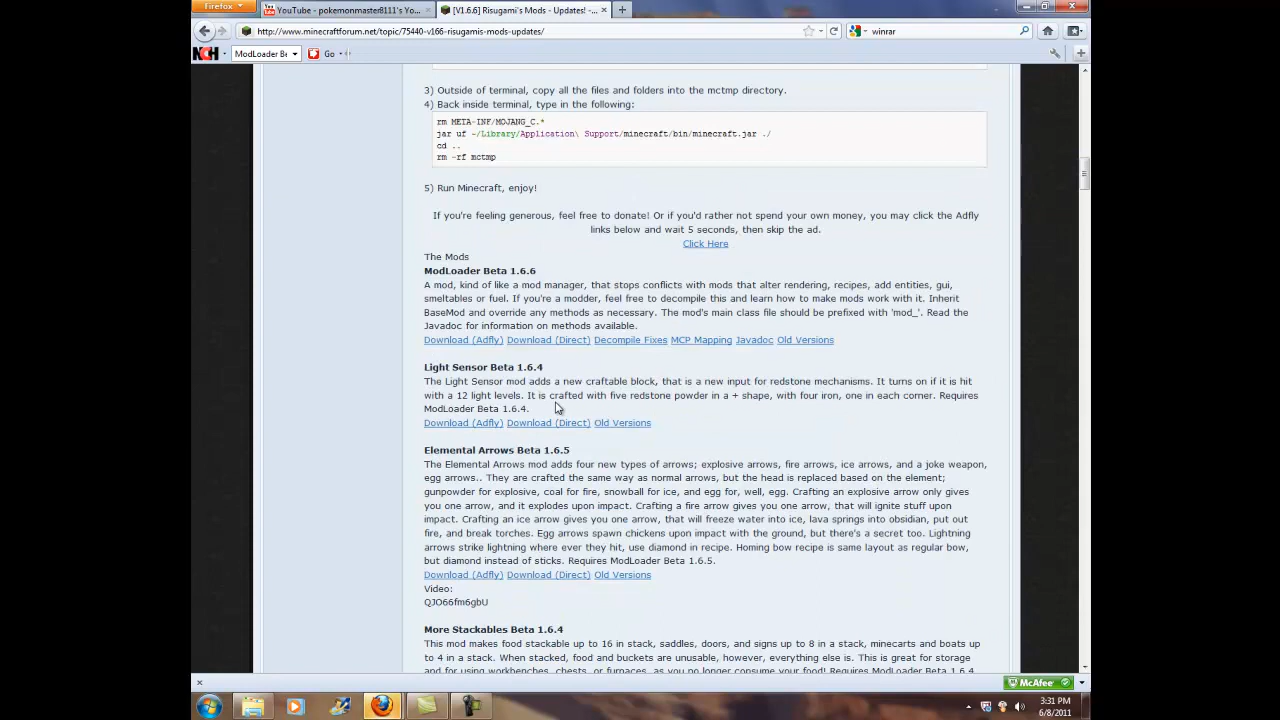 Firefox
YouTube - pokemonmaster8111's Yo...
[V1.6.6] Risugami's Mods - Updates! -...
http://www.minecraftforum.net/topic/75440-v166-risugamis-mods-updates/
winrar
NCH
ModLoader Be
Go
3) Outside of terminal, copy all the files and folders into the mctmp directory.
4) Back inside terminal, type in the following:
rm META-INF/MOJANG_C.*
jar uf ~/Library/Application\ Support/minecraft/bin/minecraft.jar ./
cd ..
rm -rf mctmp
5) Run Minecraft, enjoy!
If you're feeling generous, feel free to donate! Or if you'd rather not spend your own money, you may click the Adfly
links below and wait 5 seconds, then skip the ad.
Click Here
The Mods
ModLoader Beta 1.6.6
A mod, kind of like a mod manager, that stops conflicts with mods that alter rendering, recipes, add entities, gui,
smeltables or fuel. If you're a modder, feel free to decompile this and learn how to make mods work with it. Inherit
BaseMod and override any methods as necessary. The mod's main class file should be prefixed with 'mod_'. Read the
Javadoc for information on methods available.
Download (Adfly) Download (Direct) Decompile Fixes MCP Mapping Javadoc Old Versions
Light Sensor Beta 1.6.4
The Light Sensor mod adds a new craftable block, that is a new input for redstone mechanisms. It turns on if it is hit
with a 12 light levels. It is crafted with five redstone powder in a + shape, with four iron, one in each corner. Requires
ModLoader Beta 1.6.4.
Download (Adfly) Download (Direct) Old Versions
Elemental Arrows Beta 1.6.5
The Elemental Arrows mod adds four new types of arrows; explosive arrows, fire arrows, ice arrows, and a joke weapon,
egg arrows.. They are crafted the same way as normal arrows, but the head is replaced based on the element;
gunpowder for explosive, coal for fire, snowball for ice, and egg for, well, egg. Crafting an explosive arrow only gives
you one arrow, and it explodes upon impact. Crafting a fire arrow gives you one arrow, that will ignite stuff upon
impact. Crafting an ice arrow gives you one arrow, that will freeze water into ice, lava springs into obsidian, put out
fire, and break torches. Egg arrows spawn chickens upon impact with the ground, but there's a secret too. Lightning
arrows strike lightning where ever they hit, use diamond in recipe. Homing bow recipe is same layout as regular bow,
but diamond instead of sticks. Requires ModLoader Beta 1.6.5.
Download (Adfly) Download (Direct) Old Versions
Video:
QJO66fm6gbU
More Stackables Beta 1.6.4
This mod makes food stackable up to 16 in stack, saddles, doors, and signs up to 8 in a stack, minecarts and boats up
to 4 in a stack. When stacked, food and buckets are unusable, however, everything else is. This is great for storage
and for using workbenches, chests, or furnaces, as you no longer consume your food! Requires ModLoader Beta 1.6.4.
McAfee
3:31 PM
6/8/2011